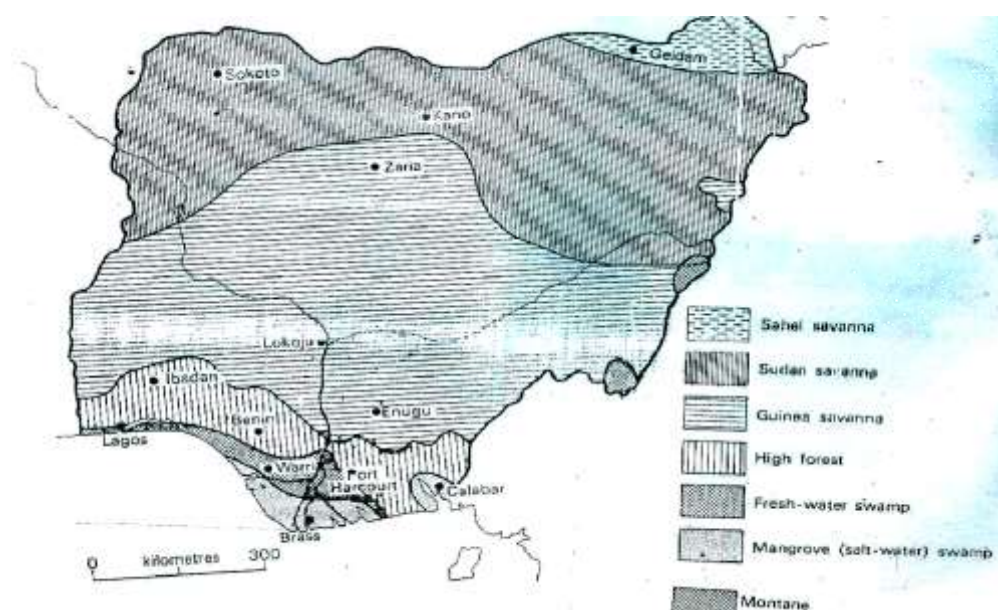 Geidam
Sokoto
Kano
Zaria
Lokoja
Ibadan
Enugu
Benin
Lagos
Warri
Port
Harcourt
Calabar
Brass
0 kilometres 300
Sahel savanna
Sudan savanna
Guinea savanna
High forest
Fresh-water swamp
Mangrove (salt-water) swamp
Montane